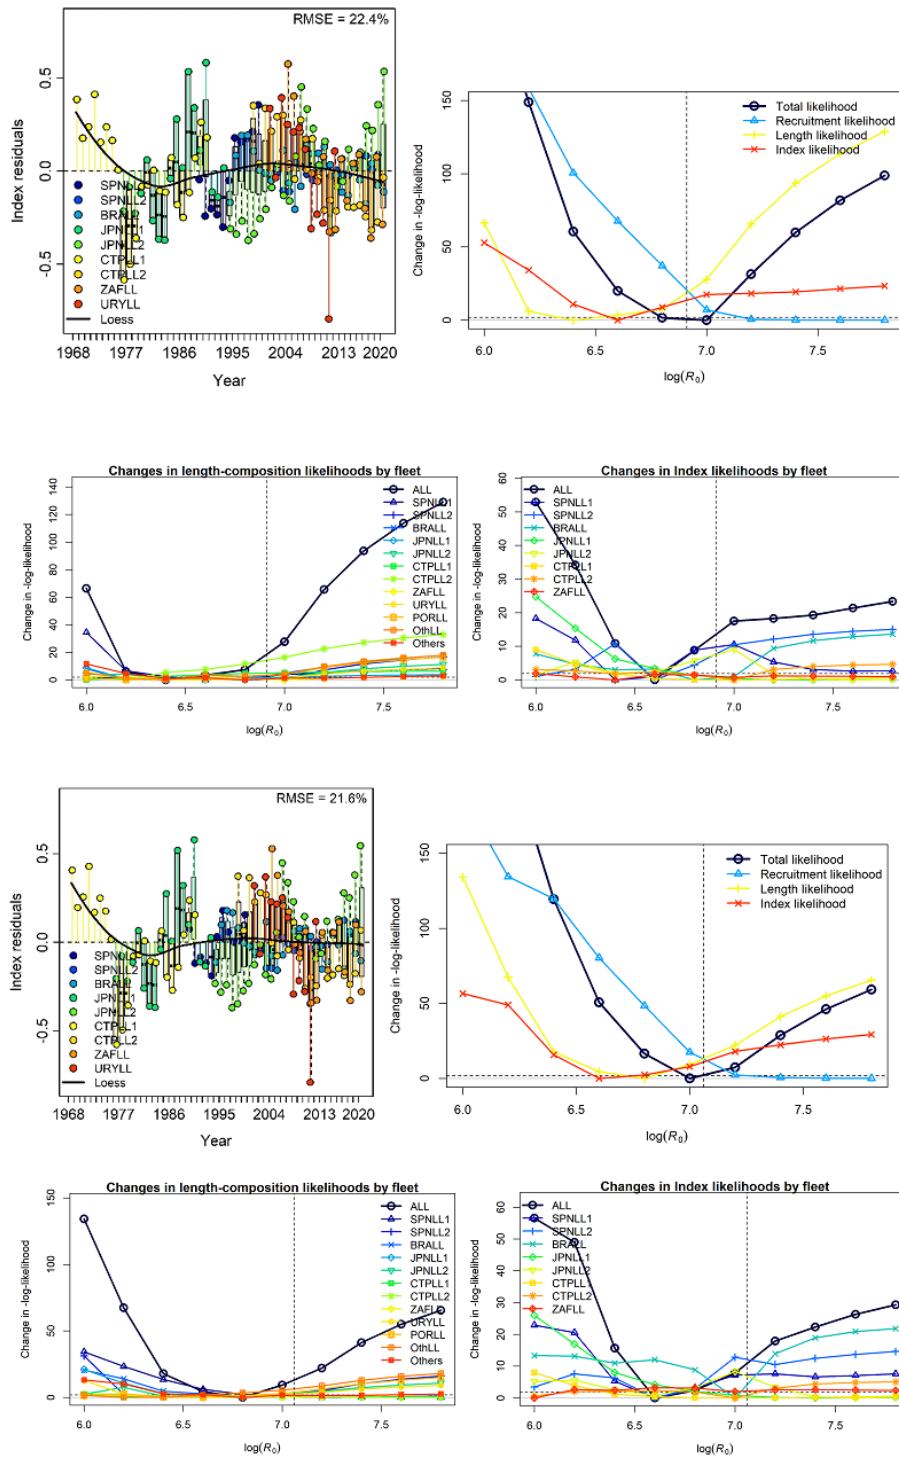 RMSE = 22.4%
Index residuals
0.5
0.0
-0.5
SPNLL1
SPNLL2
BRALL
JPNLL1
JPNLL2
CTPLL1
CTPLL2
ZAFLL
URYLL
Loess
1968 1977 1986 1995 2004 2013 2020
Year
Change in -log-likelihood
150
100
50
0
Total likelihood
Recruitment likelihood
Length likelihood
Index likelihood
6.0 6.5 7.0 7.5
log(R0)
Changes in length-composition likelihoods by fleet
Change in -log-likelihood
140
120
100
80
60
40
20
0
ALL
SPNLL1
SPNLL2
BRALL
JPNLL1
JPNLL2
CTPLL1
CTPLL2
ZAFLL
URYLL
PORLL
OthLL
Others
6.0 6.5 7.0 7.5
log(R0)
Changes in Index likelihoods by fleet
Change in -log-likelihood
60
50
40
30
20
10
0
ALL
SPNLL1
SPNLL2
BRALL
JPNLL1
JPNLL2
CTPLL1
CTPLL2
ZAFLL
6.0 6.5 7.0 7.5
log(R0)
RMSE = 21.6%
Index residuals
0.5
0.0
-0.5
SPNLL1
SPNLL2
BRALL
JPNLL1
JPNLL2
CTPLL1
CTPLL2
ZAFLL
URYLL
Loess
1968 1977 1986 1995 2004 2013 2020
Year
Change in -log-likelihood
150
100
50
0
Total likelihood
Recruitment likelihood
Length likelihood
Index likelihood
6.0 6.5 7.0 7.5
log(R0)
Changes in length-composition likelihoods by fleet
Change in -log-likelihood
150
100
50
0
ALL
SPNLL1
SPNLL2
BRALL
JPNLL1
JPNLL2
CTPLL1
CTPLL2
ZAFLL
URYLL
PORLL
OthLL
Others
6.0 6.5 7.0 7.5
log(R0)
Changes in Index likelihoods by fleet
Change in -log-likelihood
60
50
40
30
20
10
0
ALL
SPNLL1
SPNLL2
BRALL
JPNLL1
JPNLL2
CTPLL1
CTPLL2
ZAFLL
6.0 6.5 7.0 7.5
log(R0)